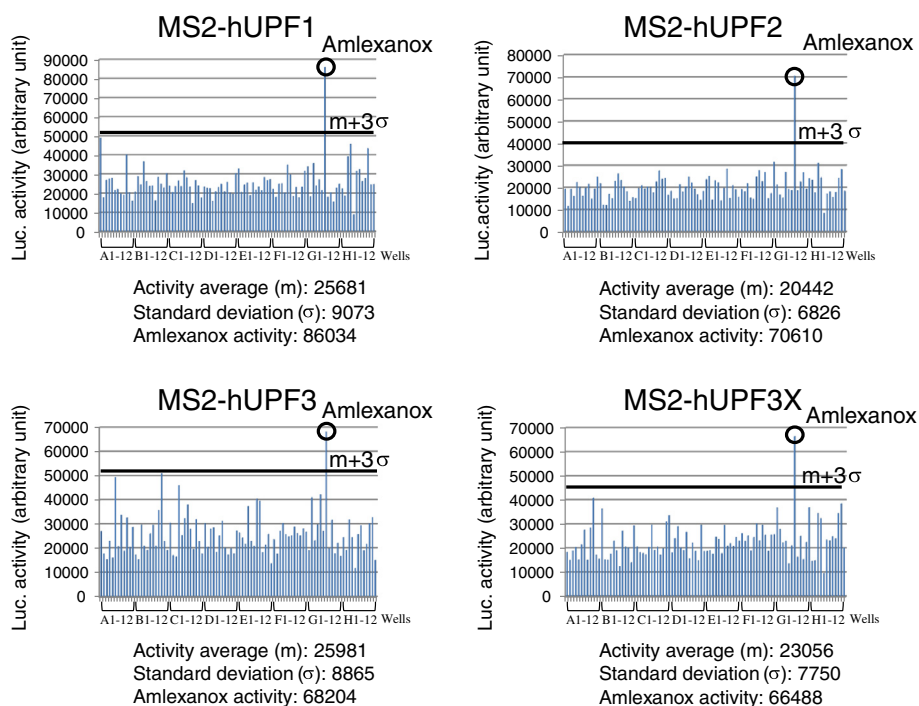 MS2-hUPF1
Amlexanox
Luc. activity (arbitrary unit)
90000
80000
70000
60000
50000
40000
30000
20000
10000
0
m+3σ
A1-12 B1-12 C1-12 D1-12 E1-12 F1-12 G1-12 H1-12 Wells
Activity average (m): 25681
Standard deviation (σ): 9073
Amlexanox activity: 86034
MS2-hUPF2
Amlexanox
Luc.activity (arbitrary unit)
80000
70000
60000
50000
40000
30000
20000
10000
0
m+3 σ
A1-12 B1-12 C1-12 D1-12 E1-12 F1-12 G1-12 H1-12 Wells
Activity average (m): 20442
Standard deviation (σ): 6826
Amlexanox activity: 70610
MS2-hUPF3
Amlexanox
Luc. activity (arbitrary unit)
70000
60000
50000
40000
30000
20000
10000
0
m+3 σ
A1-12 B1-12 C1-12 D1-12 E1-12 F1-12 G1-12 H1-12 Wells
Activity average (m): 25981
Standard deviation (σ): 8865
Amlexanox activity: 68204
MS2-hUPF3X
Amlexanox
Luc. activity (arbitrary unit)
70000
60000
50000
40000
30000
20000
10000
0
m+3 σ
A1-12 B1-12 C1-12 D1-12 E1-12 F1-12 G1-12 H1-12 Wells
Activity average (m): 23056
Standard deviation (σ): 7750
Amlexanox activity: 66488